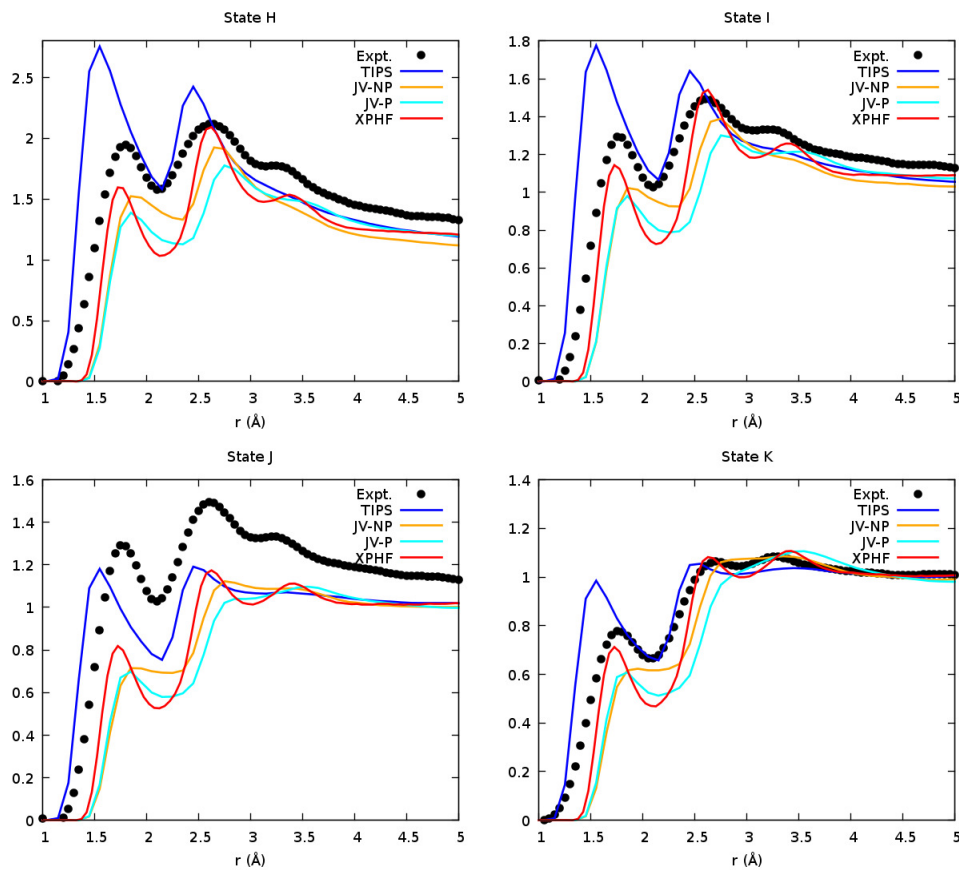 State H
Expt.
TIPS
JV-NP
JV-P
XPHF
2.5
2
1.5
1
0.5
0
1 1.5 2 2.5 3 3.5 4 4.5 5
r (Å)
State I
Expt.
TIPS
JV-NP
JV-P
XPHF
1.8
1.6
1.4
1.2
1
0.8
0.6
0.4
0.2
0
1 1.5 2 2.5 3 3.5 4 4.5 5
r (Å)
State J
Expt.
TIPS
JV-NP
JV-P
XPHF
1.6
1.4
1.2
1
0.8
0.6
0.4
0.2
0
1 1.5 2 2.5 3 3.5 4 4.5 5
r (Å)
State K
Expt.
TIPS
JV-NP
JV-P
XPHF
1.4
1.2
1
0.8
0.6
0.4
0.2
0
1 1.5 2 2.5 3 3.5 4 4.5 5
r (Å)